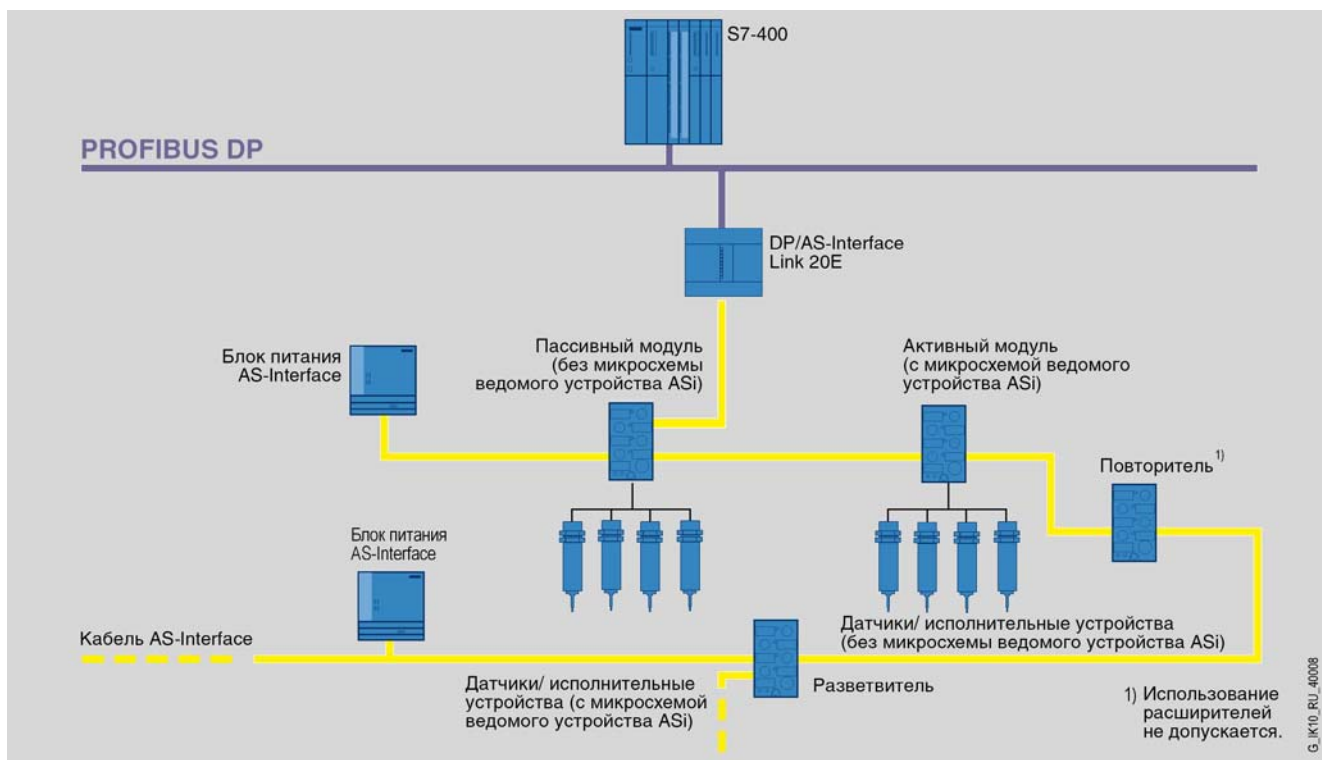 S7-400
PROFIBUS DP
DP/AS-Interface
Link 20E
Блок питания
AS-Interface
Пассивный модуль
(без микросхемы
ведомого устройства ASi)
Активный модуль
(с микросхемой ведомого
устройства ASi)
Повторитель 1)
Блок питания
AS-Interface
Кабель AS-Interface
Датчики/ исполнительные устройства
(без микросхемы ведомого устройства ASi)
Датчики/ исполнительные
устройства (с микросхемой
ведомого устройства ASi)
Разветвитель
1) Использование
расширителей
не допускается.
G_IK10_RU_40008